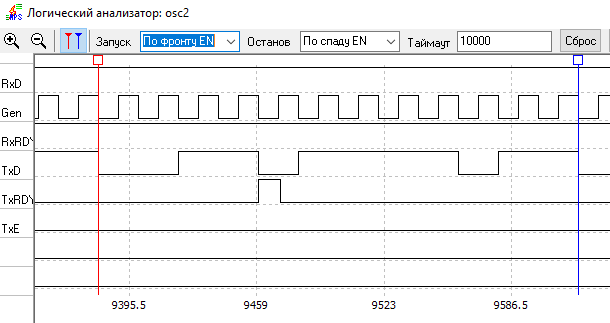 Логический анализатор: osc2
Запуск По фронту EN Останов По спаду EN Таймаут 10000 Сброс
RxD
Gen
RxRDY
TxD
TxRDY
TxE
9395.5 9459 9523 9586.5